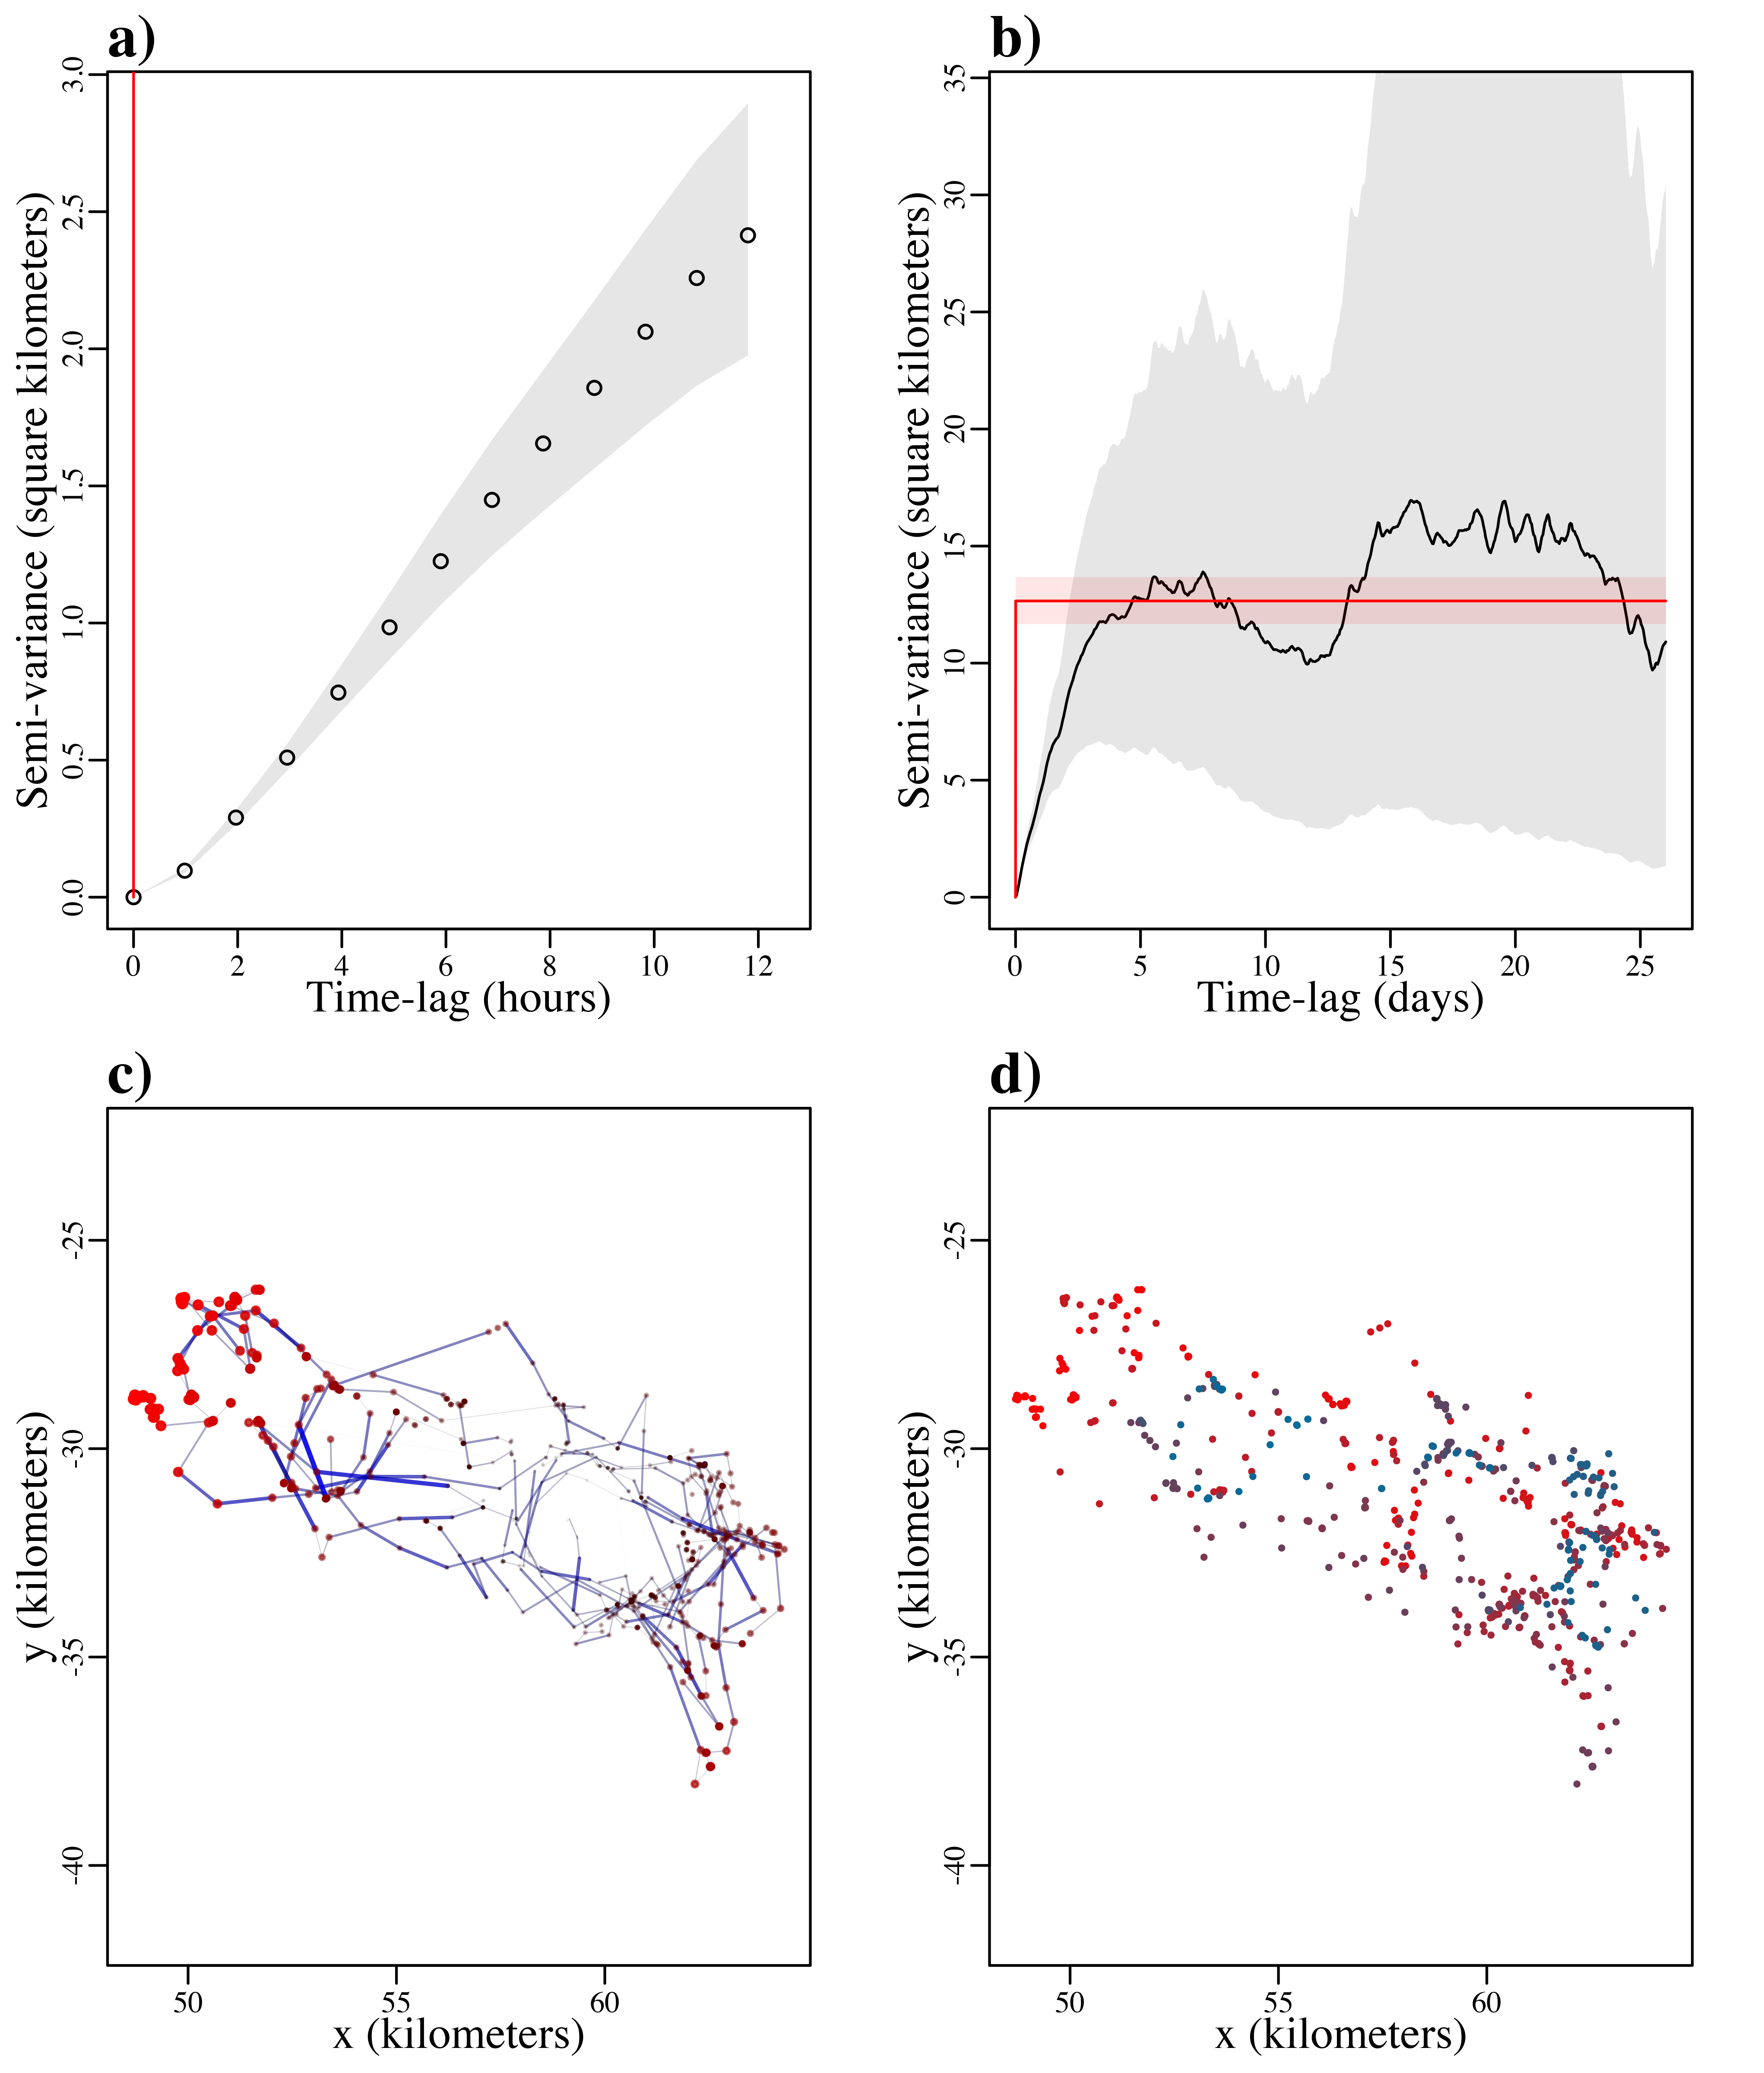 a)
3.0
2.5
2.0
1.5
1.0
0.5
0.0
Semi-variance (square kilometers)
0 2 4 6 8 10 12
Time-lag (hours)
b)
35
30
25
20
15
10
5
0
Semi-variance (square kilometers)
0 5 10 15 20 25
Time-lag (days)
c)
-25
-30
-35
-40
y (kilometers)
50 55 60
x (kilometers)
d)
-25
-30
-35
-40
y (kilometers)
50 55 60
x (kilometers)